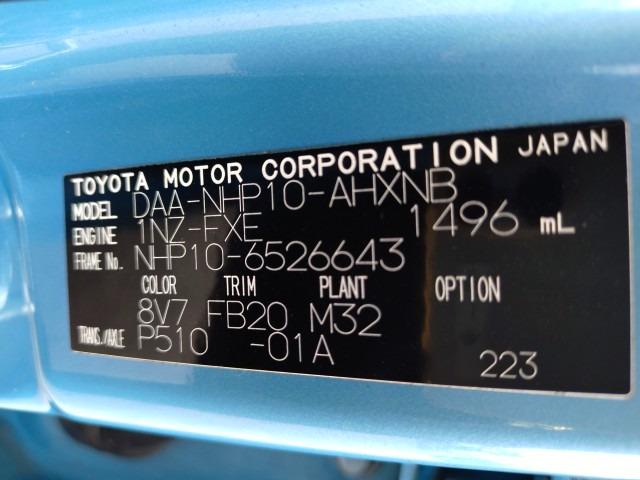 TOYOTA MOTOR CORPORATION JAPAN
MODEL DAA-NHP10-AHXNB
ENGINE 1NZ-FXE 1496 mL
FRAME No. NHP10-6526643
COLOR TRIM PLANT OPTION
8V7 FB20 M32
TRANS./AXLE P510 -01A
223